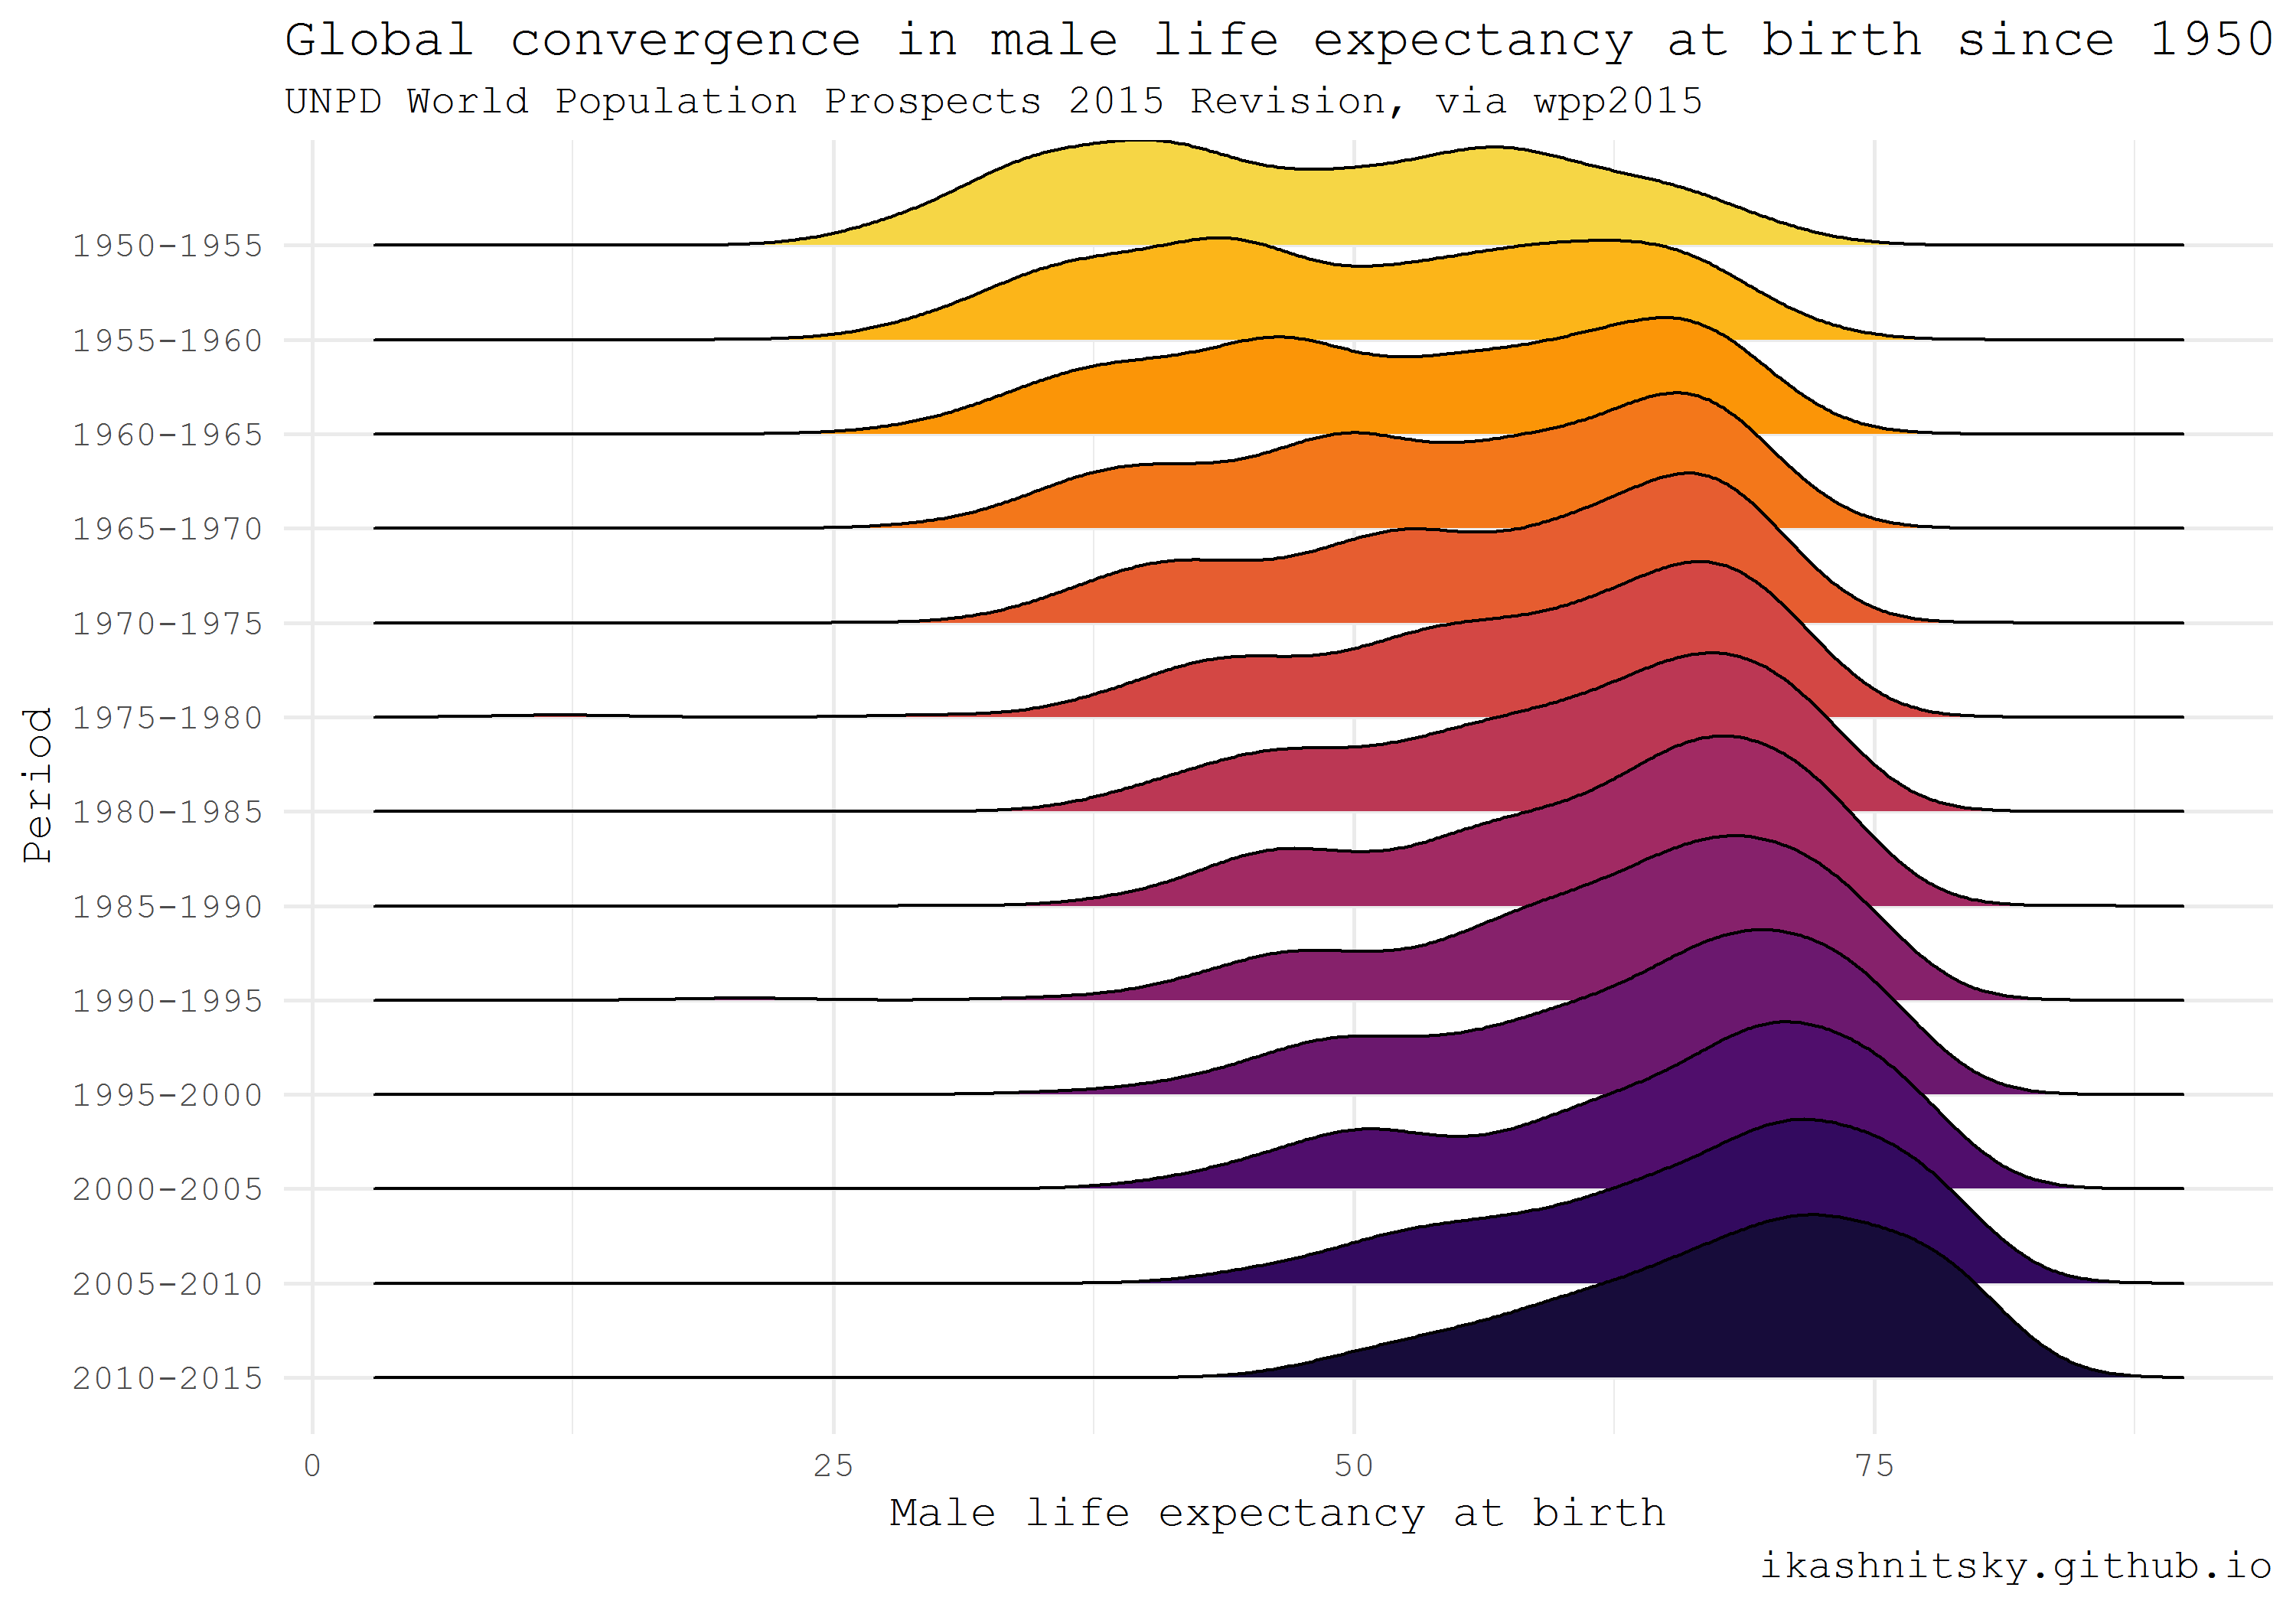 Global convergence in male life expectancy at birth since 1950
UNPD World Population Prospects 2015 Revision, via wpp2015
Period
1950-1955
1955-1960
1960-1965
1965-1970
1970-1975
1975-1980
1980-1985
1985-1990
1990-1995
1995-2000
2000-2005
2005-2010
2010-2015
0 25 50 75
Male life expectancy at birth
ikashnitsky.github.io